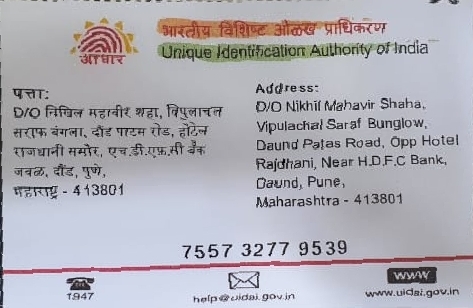 भारतीय विशिष्ट ओळख प्राधिकरण
Unique Identification Authority of India
आधार
पत्ता:
D/O निखिल महावीर शहा, विपुलाचल
सराफ बंगला, दौंड पाटस रोड, हॉटेल
राजधानी समोर, एच.डी.एफ.सी बैंक
जवळ, दौंड, पुणे,
महाराष्ट्र - 413801
Address:
D/O Nikhil Mahavir Shaha,
Vipulachal Saraf Bunglow,
Daund Patas Road, Opp Hotel
Rajdhani, Near H.D.F.C Bank,
Daund, Pune,
Maharashtra - 413801
7557 3277 9539
1947
help@uidai.gov.in
www
www.uidai.gov.in